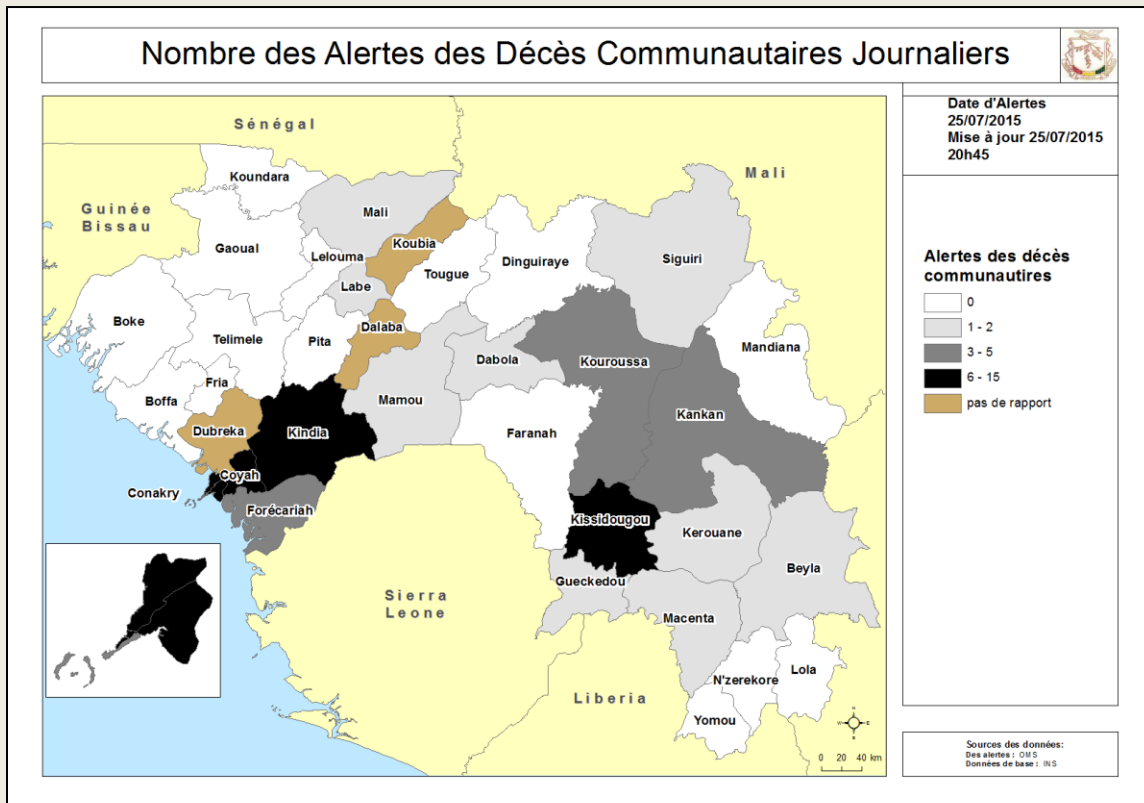 Nombre des Alertes des Décès Communautaires Journaliers
Date d'Alertes
25/07/2015
Mise à jour 25/07/2015
20h45
Alertes des décès
communautires
0
1 - 2
3 - 5
6 - 15
pas de rapport
Sénégal
Mali
Guinée
Bissau
Koundara
Mali
Gaoual
Koubia
Lelouma
Tougue
Dinguiraye
Siguiri
Labe
Boke
Telimele
Pita
Dalaba
Dabola
Kouroussa
Mandiana
Fria
Boffa
Mamou
Kankan
Dubreka
Kindia
Faranah
Coyah
Conakry
Forécariah
Kissidougou
Kerouane
Beyla
Gueckedou
Sierra
Leone
Macenta
Liberia
N'zerekore
Lola
Yomou
N
W
E
S
0 20 40 km
Sources des données:
Des alertes : OMS
Données de base : INS